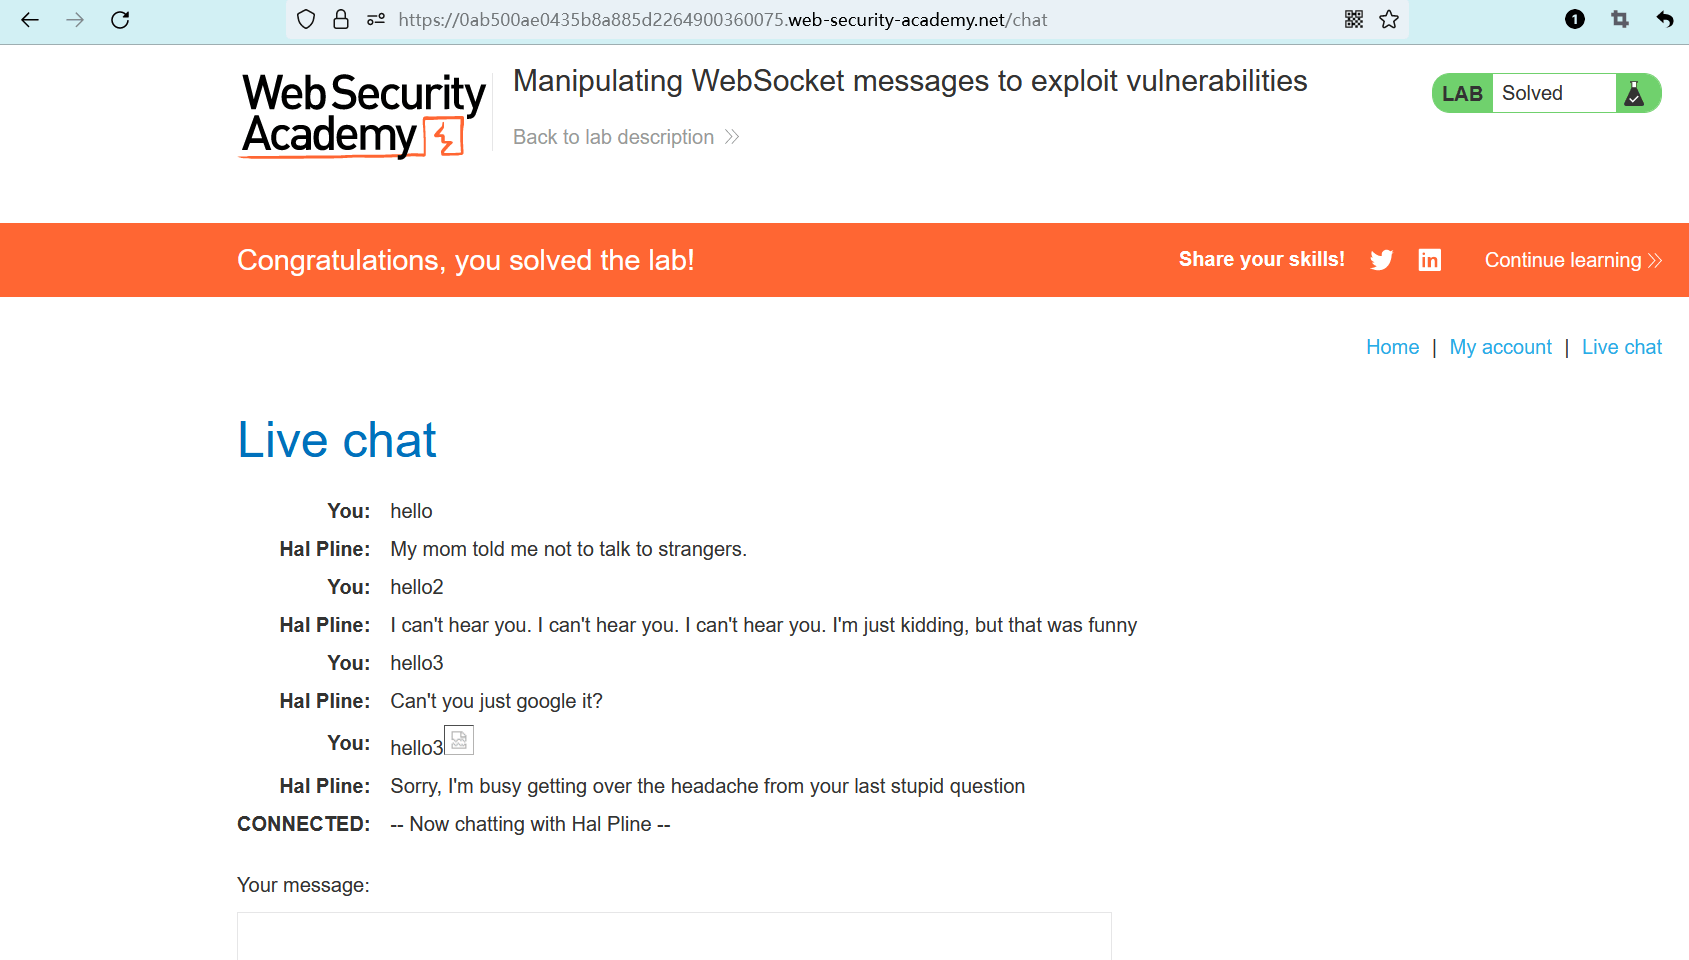 https://0ab500ae0435b8a885d2264900360075.web-security-academy.net/chat
1
Web Security
Academy
Manipulating WebSocket messages to exploit vulnerabilities
Back to lab description
LAB Solved
Congratulations, you solved the lab!
Share your skills! in Continue learning
Home | My account | Live chat
Live chat
You: hello
Hal Pline: My mom told me not to talk to strangers.
You: hello2
Hal Pline: I can't hear you. I can't hear you. I can't hear you. I'm just kidding, but that was funny
You: hello3
Hal Pline: Can't you just google it?
You: hello3
Hal Pline: Sorry, I'm busy getting over the headache from your last stupid question
CONNECTED: -- Now chatting with Hal Pline --
Your message: